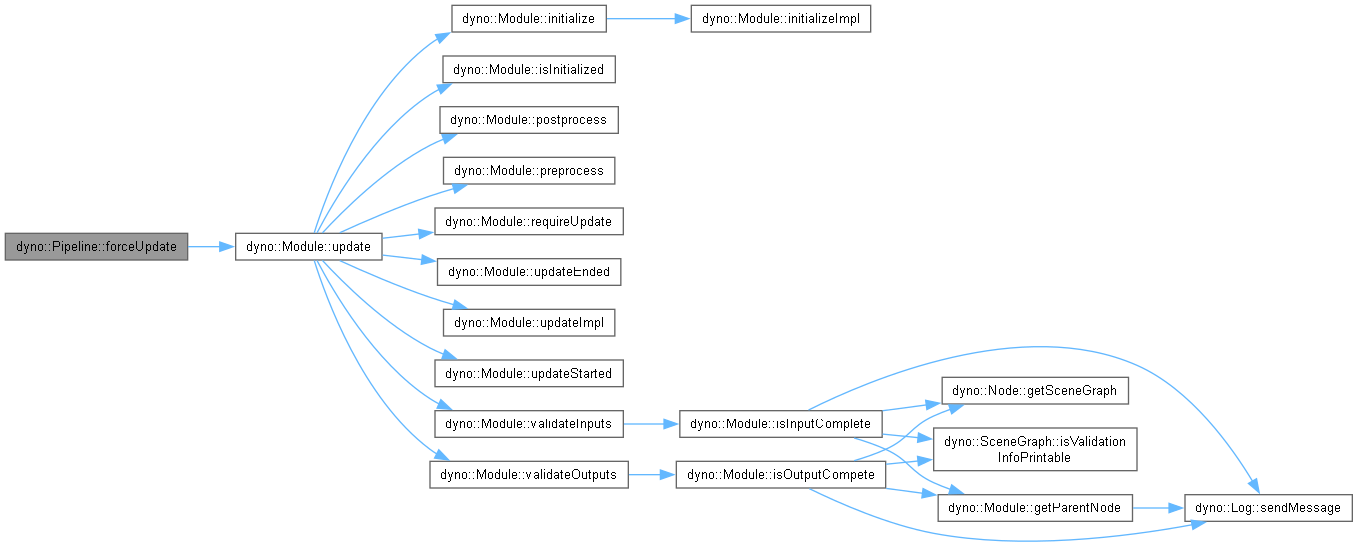 dyno::Module::initialize
dyno::Module::initializeImpl
dyno::Module::isInitialized
dyno::Module::postprocess
dyno::Module::preprocess
dyno::Module::requireUpdate
dyno::Pipeline::forceUpdate
dyno::Module::update
dyno::Module::updateEnded
dyno::Module::updateImpl
dyno::Module::updateStarted
dyno::Module::validateInputs
dyno::Module::isInputComplete
dyno::Node::getSceneGraph
dyno::SceneGraph::isValidation
InfoPrintable
dyno::Module::validateOutputs
dyno::Module::isOutputCompete
dyno::Module::getParentNode
dyno::Log::sendMessage